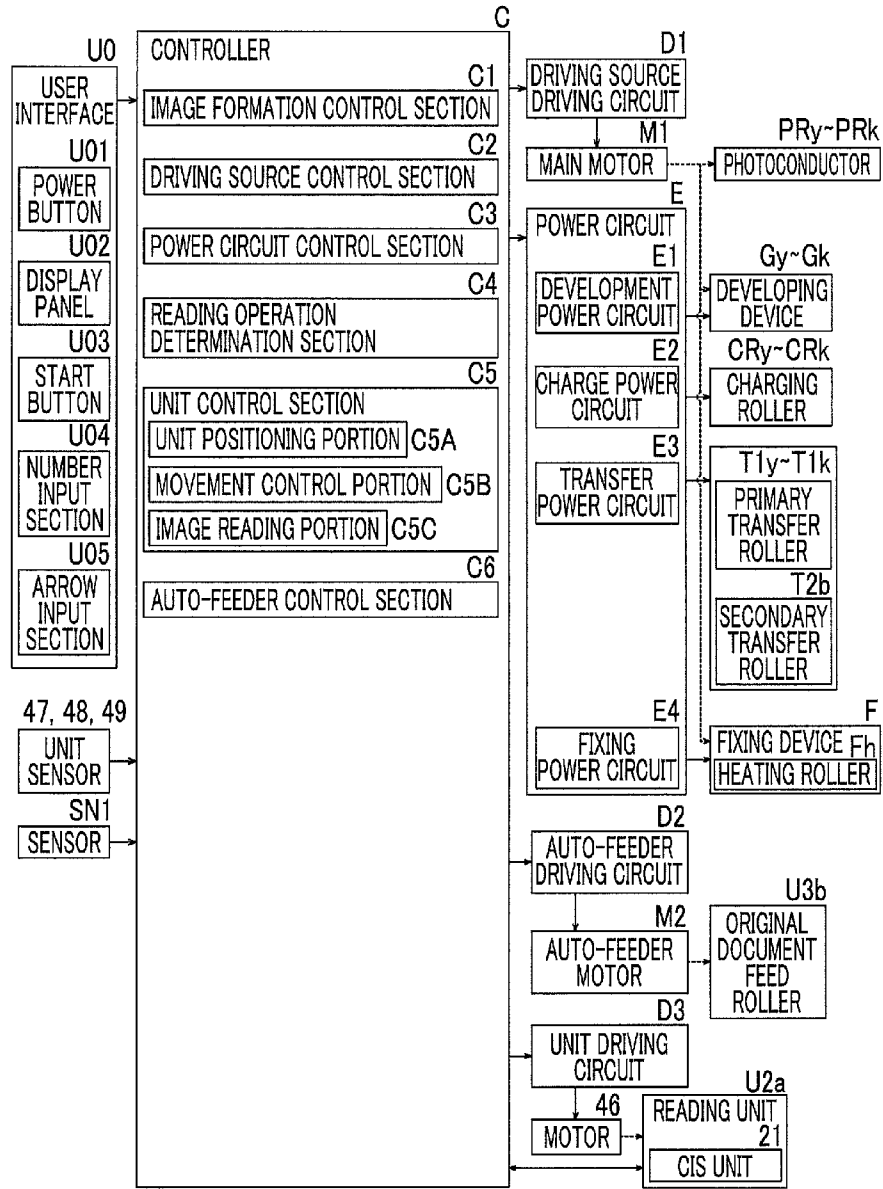 C
CONTROLLER
U0
USER
INTERFACE
U01
POWER
BUTTON
U02
DISPLAY
PANEL
U03
START
BUTTON
U04
NUMBER
INPUT
SECTION
U05
ARROW
INPUT
SECTION
47, 48, 49
UNIT
SENSOR
SN1
SENSOR
C1
IMAGE FORMATION CONTROL SECTION
C2
DRIVING SOURCE CONTROL SECTION
C3
POWER CIRCUIT CONTROL SECTION
C4
READING OPERATION
DETERMINATION SECTION
C5
UNIT CONTROL SECTION
UNIT POSITIONING PORTION C5A
MOVEMENT CONTROL PORTION C5B
IMAGE READING PORTION C5C
C6
AUTO-FEEDER CONTROL SECTION
D1
DRIVING SOURCE
DRIVING CIRCUIT
M1
MAIN MOTOR
E
POWER CIRCUIT
E1
DEVELOPMENT
POWER CIRCUIT
E2
CHARGE POWER
CIRCUIT
E3
TRANSFER
POWER CIRCUIT
E4
FIXING
POWER CIRCUIT
D2
AUTO-FEEDER
DRIVING CIRCUIT
M2
AUTO-FEEDER
MOTOR
D3
UNIT DRIVING
CIRCUIT
46
MOTOR
PRy~PRk
PHOTOCONDUCTOR
Gy~Gk
DEVELOPING
DEVICE
CRy~CRk
CHARGING
ROLLER
T1y~T1k
PRIMARY
TRANSFER
ROLLER
T2b
SECONDARY
TRANSFER
ROLLER
F
FIXING DEVICE Fh
HEATING ROLLER
U3b
ORIGINAL
DOCUMENT
FEED
ROLLER
U2a
READING UNIT
21
CIS UNIT